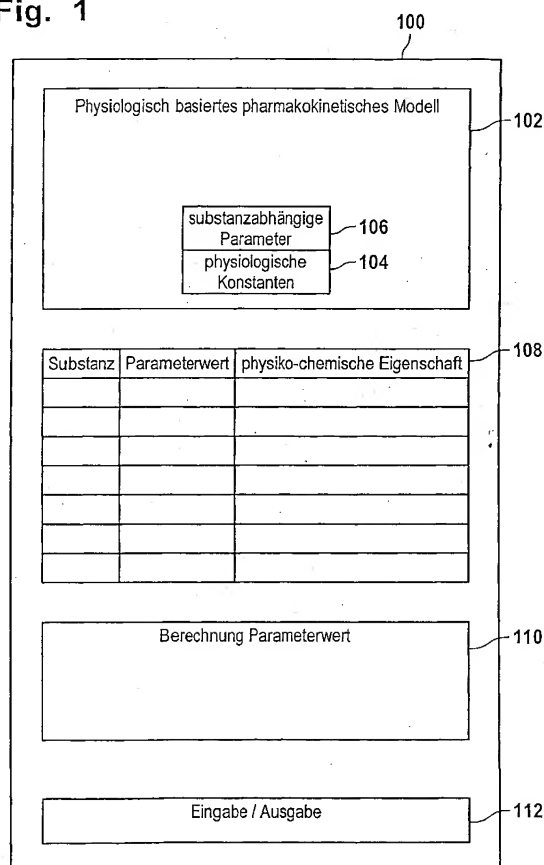 Fig. 1
100
Physiologisch basiertes pharmakokinetisches Modell
102
substanzabhängige
Parameter
106
physiologische
Konstanten
104
Substanz Parameterwert physiko-chemische Eigenschaft
108
Berechnung Parameterwert
110
Eingabe / Ausgabe
112